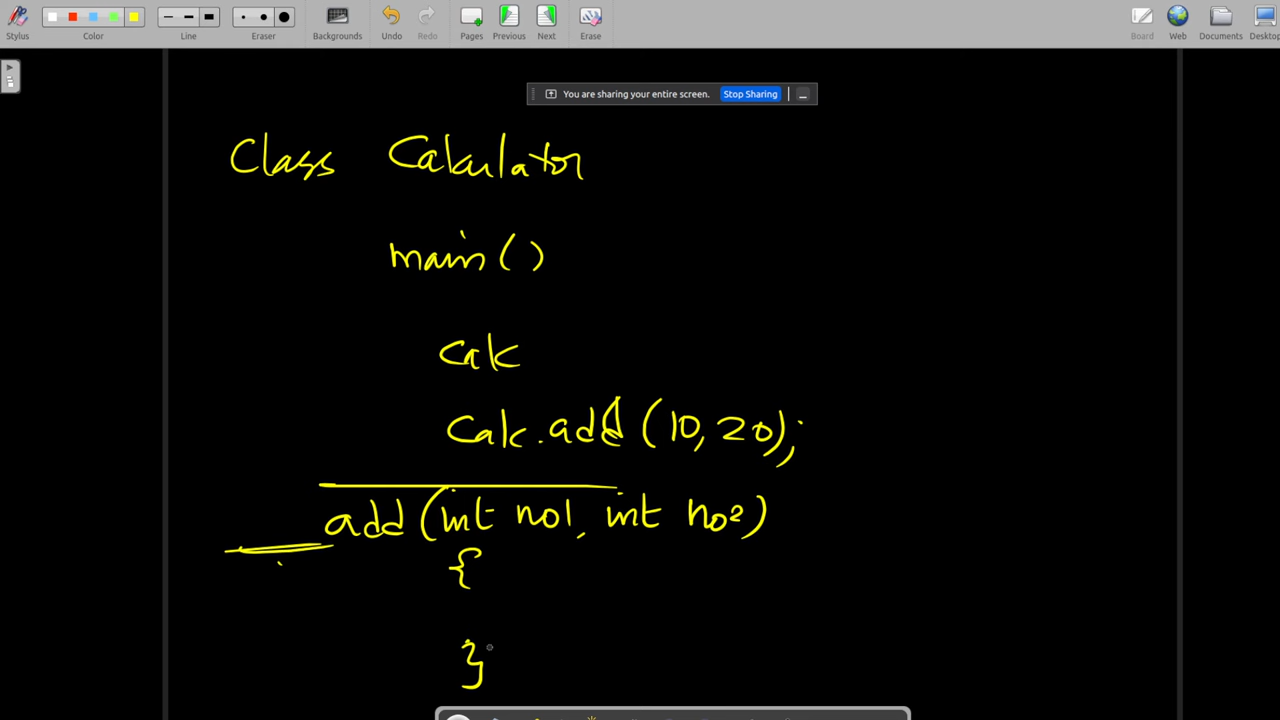 Stylus
Color
Line
Eraser
Backgrounds
Undo
Redo
Pages
Previous
Next
Erase
Board
Web
Documents
Desktop
You are sharing your entire screen. Stop Sharing
Class Calculator
main()
Calc
Calc.add (10, 20);
add (int no1, int no2)
{
}